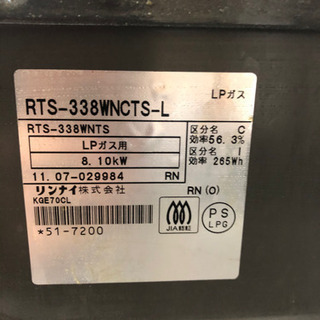 RTS-338WNCTS-L
LPガス
RTS-338WNTS
LPガス用
8.10kW
区分名 C
効率56.3%
区分名 I
効率 265Wh
11.07-029984 RN
リンナイ株式会社
RN (O)
KGE70CL
*51-7200
JIA
PS
LPG